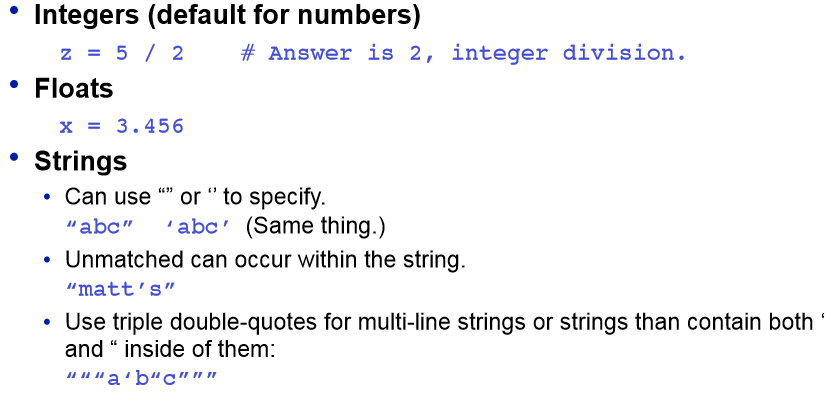 • Integers (default for numbers)
z = 5 / 2    # Answer is 2, integer division.
• Floats
x = 3.456
• Strings
• Can use “” or ‘’ to specify.
“abc”  ‘abc’ (Same thing.)
• Unmatched can occur within the string.
“matt’s”
• Use triple double-quotes for multi-line strings or strings than contain both ‘
and “ inside of them:
“““a‘b“c”””